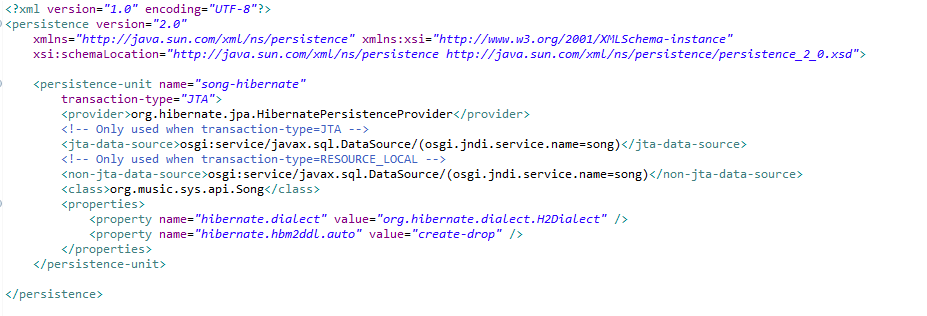 <?xml version="1.0" encoding="UTF-8"?>
<persistence version="2.0"
xmlns="http://java.sun.com/xml/ns/persistence" xmlns:xsi="http://www.w3.org/2001/XMLSchema-instance"
xsi:schemaLocation="http://java.sun.com/xml/ns/persistence http://java.sun.com/xml/ns/persistence/persistence_2_0.xsd">
<persistence-unit name="song-hibernate"
transaction-type="JTA">
<provider>org.hibernate.jpa.HibernatePersistenceProvider</provider>
<!-- Only used when transaction-type=JTA -->
<jta-data-source>osgi:service/javax.sql.DataSource/(osgi.jndi.service.name=song)</jta-data-source>
<!-- Only used when transaction-type=RESOURCE_LOCAL -->
<non-jta-data-source>osgi:service/javax.sql.DataSource/(osgi.jndi.service.name=song)</non-jta-data-source>
<class>org.music.sys.api.Song</class>
<properties>
<property name="hibernate.dialect" value="org.hibernate.dialect.H2Dialect" />
<property name="hibernate.hbm2ddl.auto" value="create-drop" />
</properties>
</persistence-unit>
</persistence>